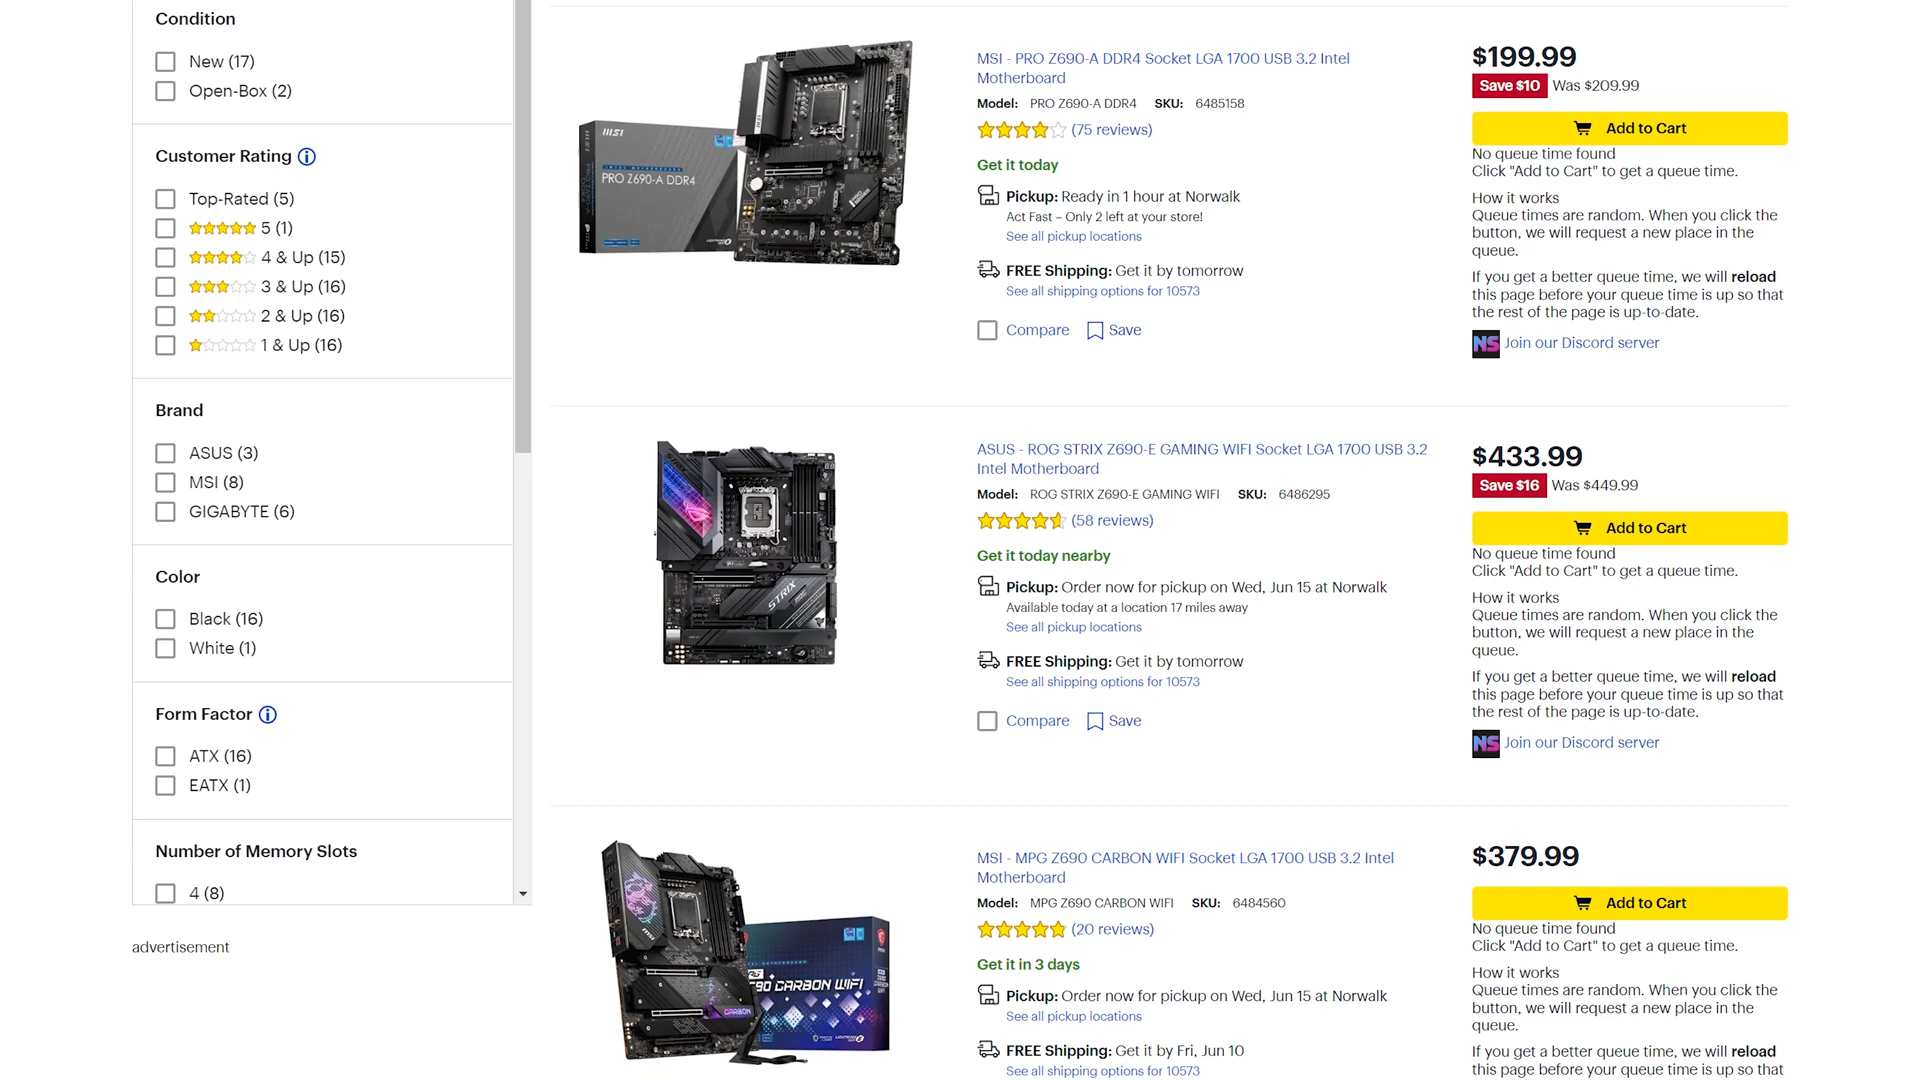 Condition
New (17)
Open-Box (2)
Customer Rating
Top-Rated (5)
5 (1)
4 & Up (15)
3 & Up (16)
2 & Up (16)
1 & Up (16)
Brand
ASUS (3)
MSI (8)
GIGABYTE (6)
Color
Black (16)
White (1)
Form Factor
ATX (16)
EATX (1)
Number of Memory Slots
4 (8)
advertisement
msi
PRO Z690-A DDR4
MSI - PRO Z690-A DDR4 Socket LGA 1700 USB 3.2 Intel
Motherboard
Model: PRO Z690-A DDR4 SKU: 6485158
(75 reviews)
Get it today
Pickup: Ready in 1 hour at Norwalk
Act Fast – Only 2 left at your store!
See all pickup locations
FREE Shipping: Get it by tomorrow
See all shipping options for 10573
Compare Save
$199.99
Save $10 Was $209.99
Add to Cart
No queue time found
Click "Add to Cart" to get a queue time.
How it works
Queue times are random. When you click the
button, we will request a new place in the
queue.
If you get a better queue time, we will reload
this page before your queue time is up so that
the rest of the page is up-to-date.
NS Join our Discord server
STRIX
ASUS - ROG STRIX Z690-E GAMING WIFI Socket LGA 1700 USB 3.2
Intel Motherboard
Model: ROG STRIX Z690-E GAMING WIFI SKU: 6486295
(58 reviews)
Get it today nearby
Pickup: Order now for pickup on Wed, Jun 15 at Norwalk
Available today at a location 17 miles away
See all pickup locations
FREE Shipping: Get it by tomorrow
See all shipping options for 10573
Compare Save
$433.99
Save $16 Was $449.99
Add to Cart
No queue time found
Click "Add to Cart" to get a queue time.
How it works
Queue times are random. When you click the
button, we will request a new place in the
queue.
If you get a better queue time, we will reload
this page before your queue time is up so that
the rest of the page is up-to-date.
NS Join our Discord server
90 CARBON WIFI
CARBON
MSI - MPG Z690 CARBON WIFI Socket LGA 1700 USB 3.2 Intel
Motherboard
Model: MPG Z690 CARBON WIFI SKU: 6484560
(20 reviews)
Get it in 3 days
Pickup: Order now for pickup on Wed, Jun 15 at Norwalk
See all pickup locations
FREE Shipping: Get it by Fri, Jun 10
See all shipping options for 10573
$379.99
Add to Cart
No queue time found
Click "Add to Cart" to get a queue time.
How it works
Queue times are random. When you click the
button, we will request a new place in the
queue.
If you get a better queue time, we will reload
this page before your queue time is up so that